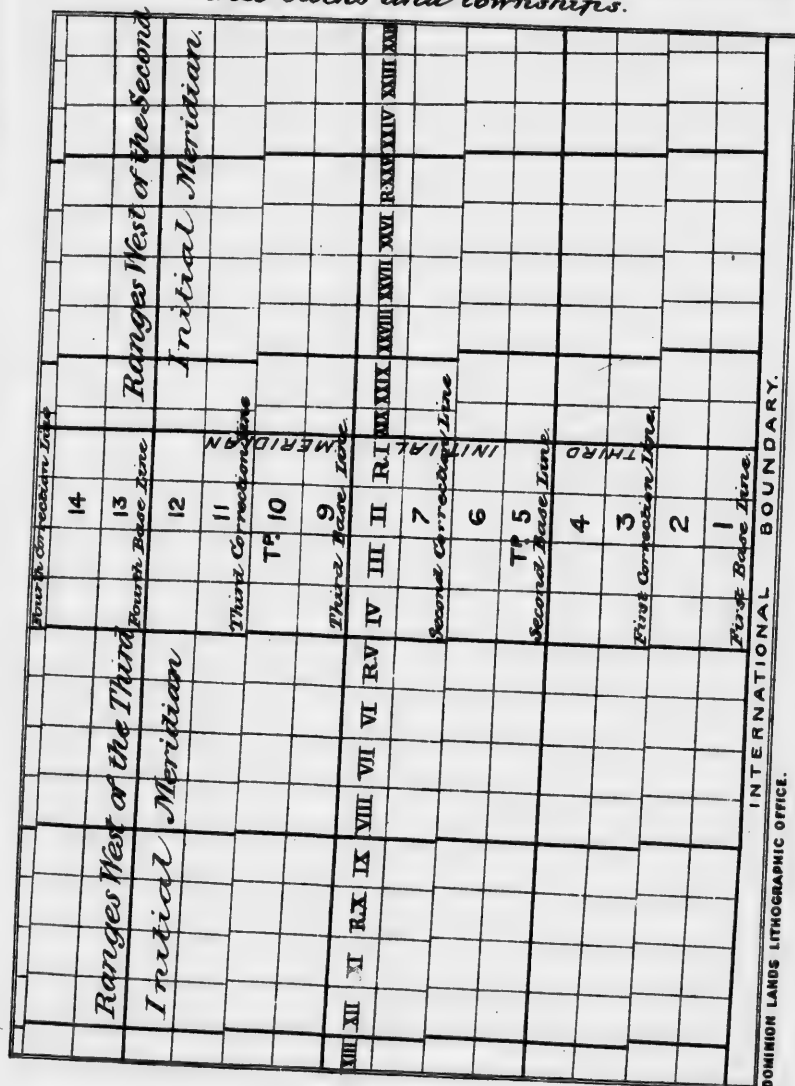 and townships.
Ranges West of the Second
Initial Meridian.
Ranges West of the Third
Initial Meridian
Fourth Correction Line
14
13
Fourth Base Line
12
11
Third Correction Line
TP. 10
9
Third Base Line.
XIII XII XI R.X IX VIII VII VI R.V IV III II R.I XXIX XXVIII XXVII XXVI R.XXV XXIV XXIII
7
Second Correction Line
6
TP. 5
Second Base Line.
4
3
First Correction Line.
2
1
First Base Line.
THIRD INITIAL MERIDIAN
INTERNATIONAL BOUNDARY.
DOMINION LANDS LITHOGRAPHIC OFFICE.